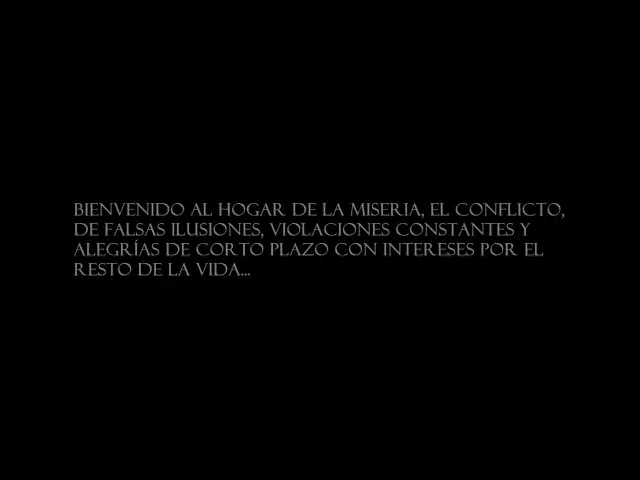 BIENVENIDO AL HOGAR DE LA MISERIA, EL CONFLICTO,
DE FALSAS ILUSIONES, VIOLACIONES CONSTANTES Y
ALEGRÍAS DE CORTO PLAZO CON INTERESES POR EL
RESTO DE LA VIDA...